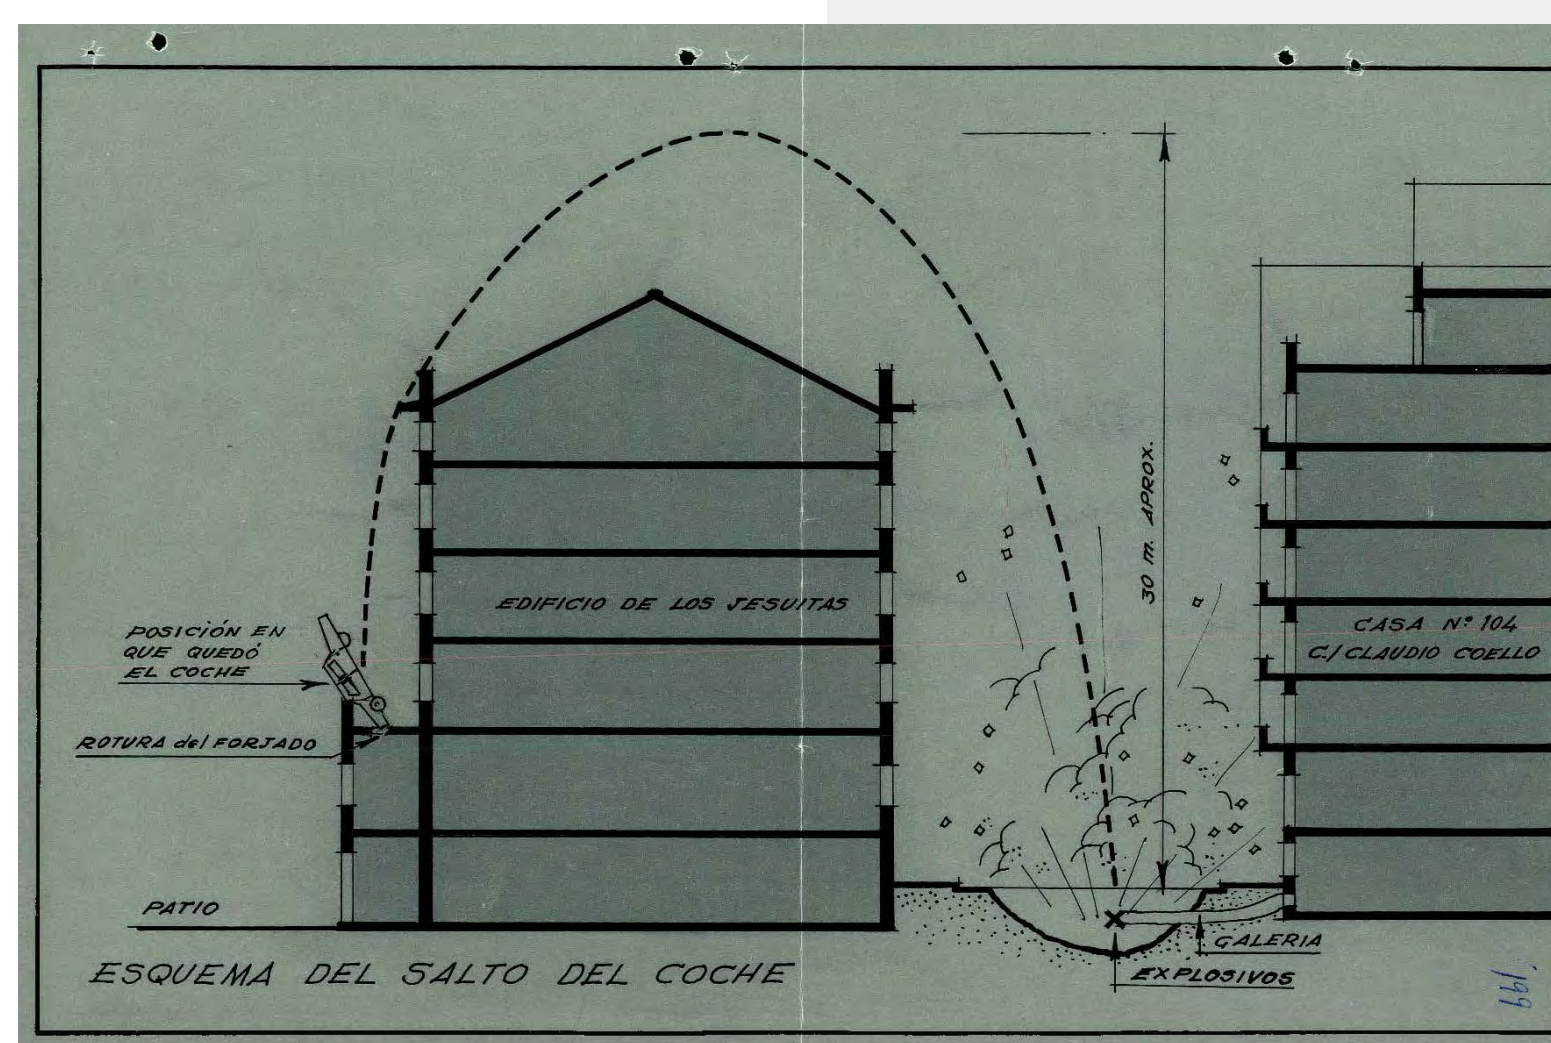 30 m. APROX.
EDIFICIO DE LOS JESUITAS
POSICIÓN EN
QUE QUEDÓ
EL COCHE
CASA Nº 104
C./ CLAUDIO COELLO
ROTURA del FORJADO
PATIO
GALERIA
EXPLOSIVOS
ESQUEMA DEL SALTO DEL COCHE
199